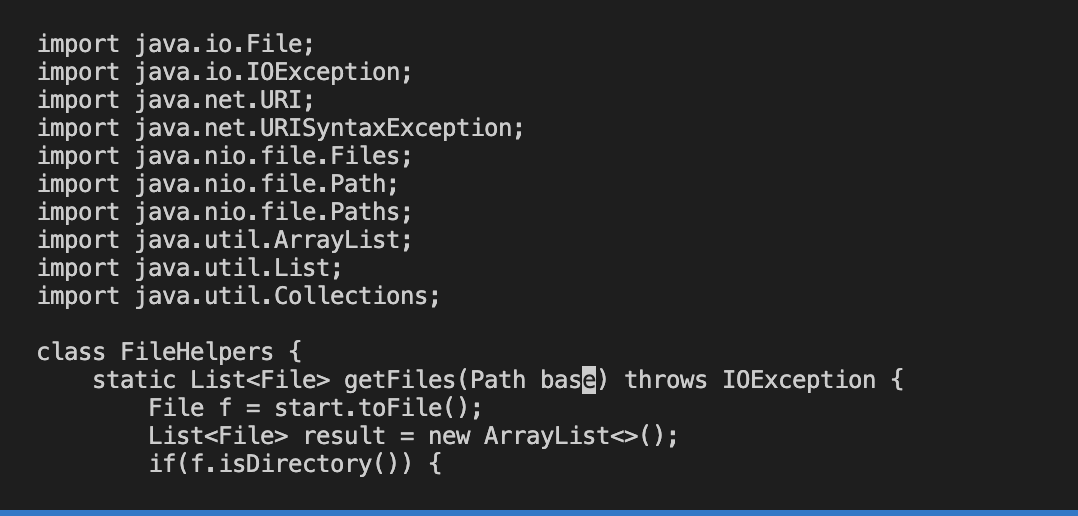 import java.io.File;
import java.io.IOException;
import java.net.URI;
import java.net.URISyntaxException;
import java.nio.file.Files;
import java.nio.file.Path;
import java.nio.file.Paths;
import java.util.ArrayList;
import java.util.List;
import java.util.Collections;

class FileHelpers {
    static List<File> getFiles(Path base) throws IOException {
        File f = start.toFile();
        List<File> result = new ArrayList<>();
        if(f.isDirectory()) {